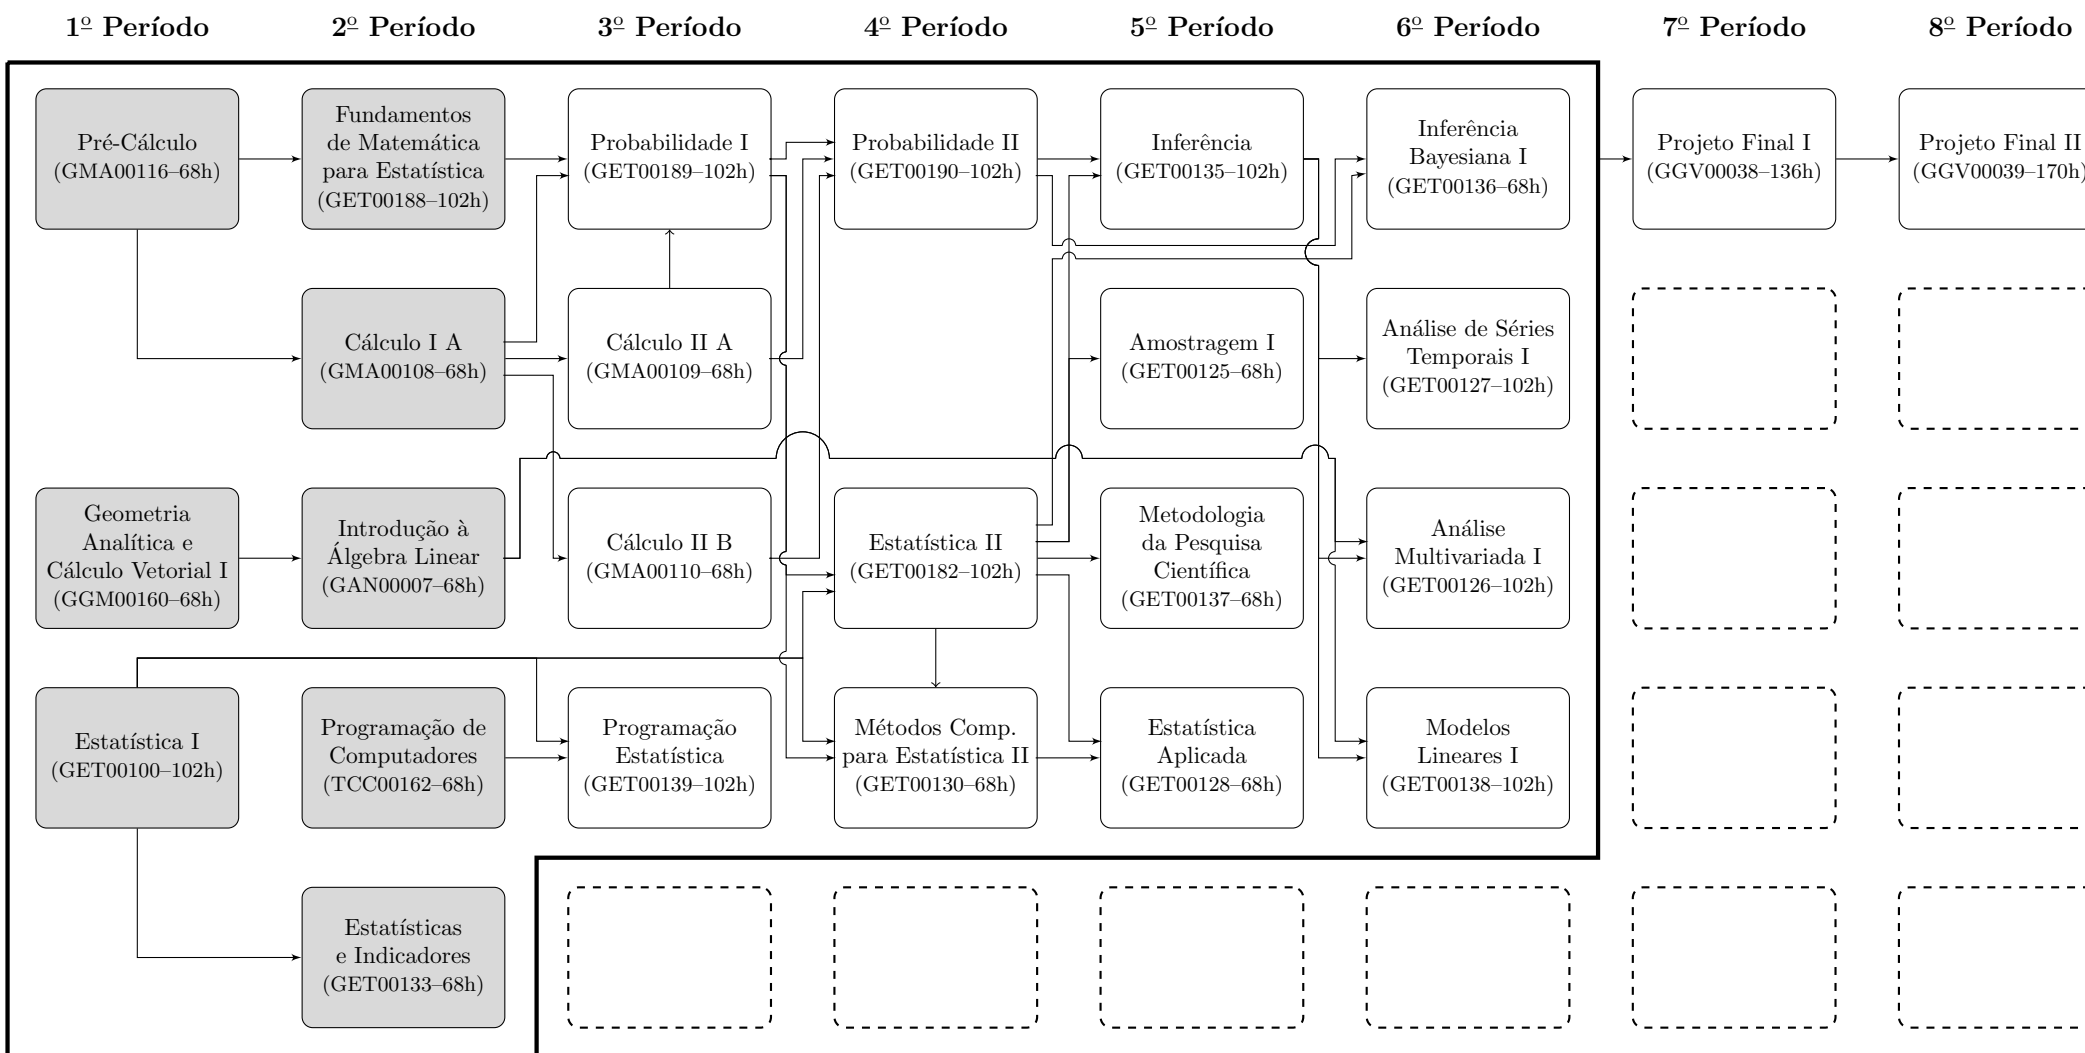 1º Período
2º Período
3º Período
4º Período
5º Período
6º Período
7º Período
8º Período
Pré-Cálculo
(GMA00116–68h)
Fundamentos
de Matemática
para Estatística
(GET00188–102h)
Probabilidade I
(GET00189–102h)
Probabilidade II
(GET00190–102h)
Inferência
(GET00135–102h)
Inferência
Bayesiana I
(GET00136–68h)
Projeto Final I
(GGV00038–136h)
Projeto Final II
(GGV00039–170h)
Cálculo I A
(GMA00108–68h)
Cálculo II A
(GMA00109–68h)
Amostragem I
(GET00125–68h)
Análise de Séries
Temporais I
(GET00127–102h)
Geometria
Analítica e
Cálculo Vetorial I
(GGM00160–68h)
Introdução à
Álgebra Linear
(GAN00007–68h)
Cálculo II B
(GMA00110–68h)
Estatística II
(GET00182–102h)
Metodologia
da Pesquisa
Científica
(GET00137–68h)
Análise
Multivariada I
(GET00126–102h)
Estatística I
(GET00100–102h)
Programação de
Computadores
(TCC00162–68h)
Programação
Estatística
(GET00139–102h)
Métodos Comp.
para Estatística II
(GET00130–68h)
Estatística
Aplicada
(GET00128–68h)
Modelos
Lineares I
(GET00138–102h)
Estatísticas
e Indicadores
(GET00133–68h)